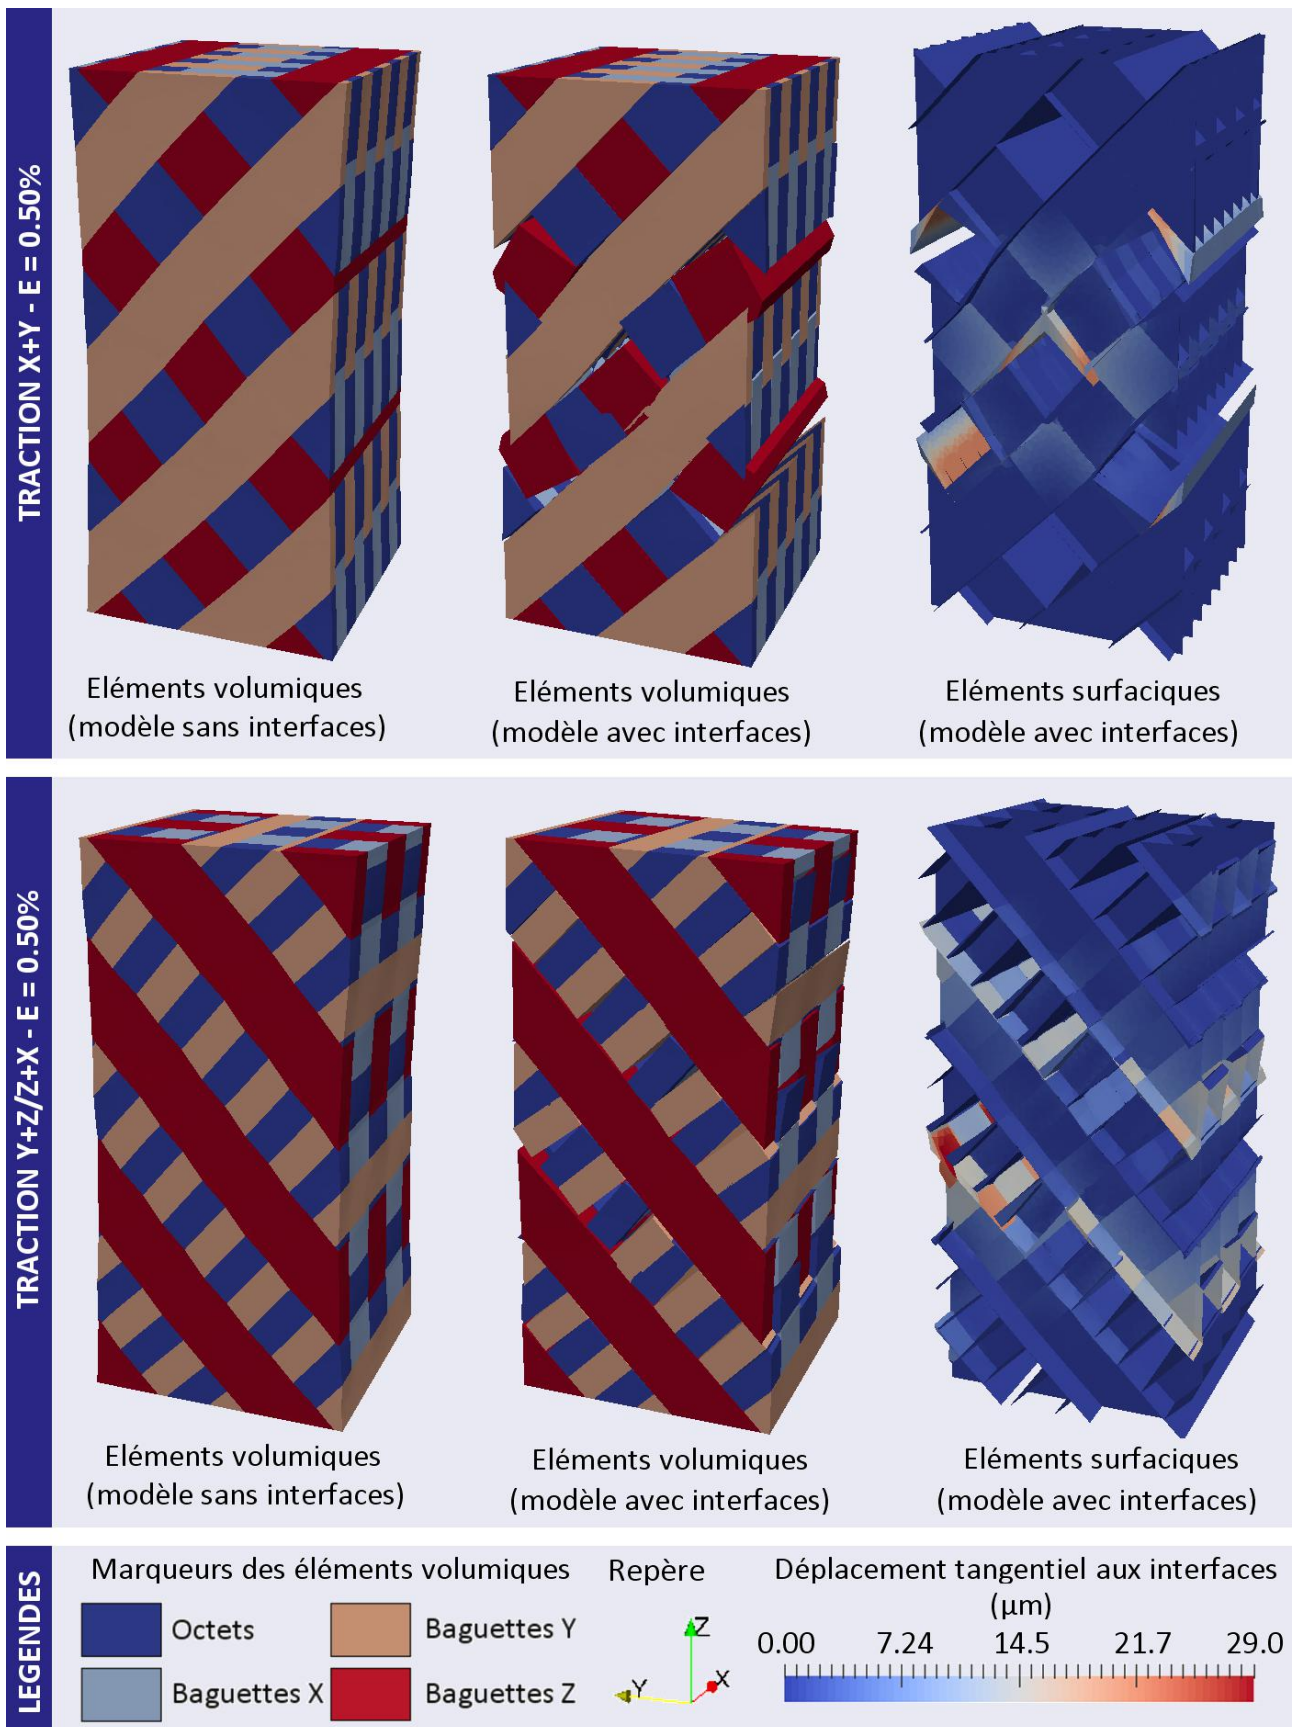 TRACTION X+Y - E = 0.50%
Eléments volumiques
(modèle sans interfaces)
Eléments volumiques
(modèle avec interfaces)
Eléments surfaciques
(modèle avec interfaces)
TRACTION Y+Z/Z+X - E = 0.50%
Eléments volumiques
(modèle sans interfaces)
Eléments volumiques
(modèle avec interfaces)
Eléments surfaciques
(modèle avec interfaces)
LEGENDES
Marqueurs des éléments volumiques
Octets
Baguettes Y
Baguettes X
Baguettes Z
Repère
Z
Y
X
Déplacement tangentiel aux interfaces
(μm)
0.00 7.24 14.5 21.7 29.0